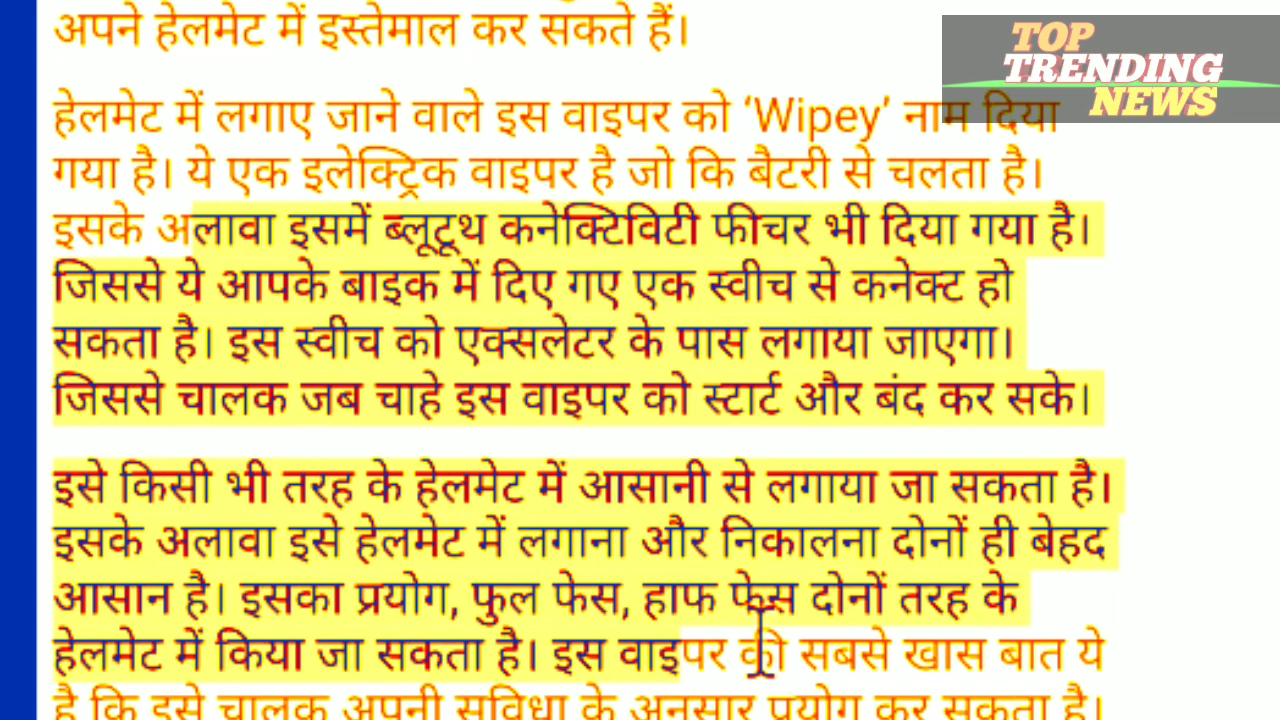 अपने हेलमेट में इस्तेमाल कर सकते हैं।
TOP
TRENDING
NEWS
हेलमेट में लगाए जाने वाले इस वाइपर को ‘Wipey’ नाम दिया
गया है। ये एक इलेक्ट्रिक वाइपर है जो कि बैटरी से चलता है।
इसके अलावा इसमें ब्लूटूथ कनेक्टिविटी फीचर भी दिया गया है।
जिससे ये आपके बाइक में दिए गए एक स्वीच से कनेक्ट हो
सकता है। इस स्वीच को एक्सलेटर के पास लगाया जाएगा।
जिससे चालक जब चाहे इस वाइपर को स्टार्ट और बंद कर सके।
इसे किसी भी तरह के हेलमेट में आसानी से लगाया जा सकता है।
इसके अलावा इसे हेलमेट में लगाना और निकालना दोनों ही बेहद
आसान है। इसका प्रयोग, फुल फेस, हाफ फेस दोनों तरह के
हेलमेट में किया जा सकता है। इस वाइपर की सबसे खास बात ये
है कि इसे चालक अपनी सुविधा के अनुसार प्रयोग कर सकता है।